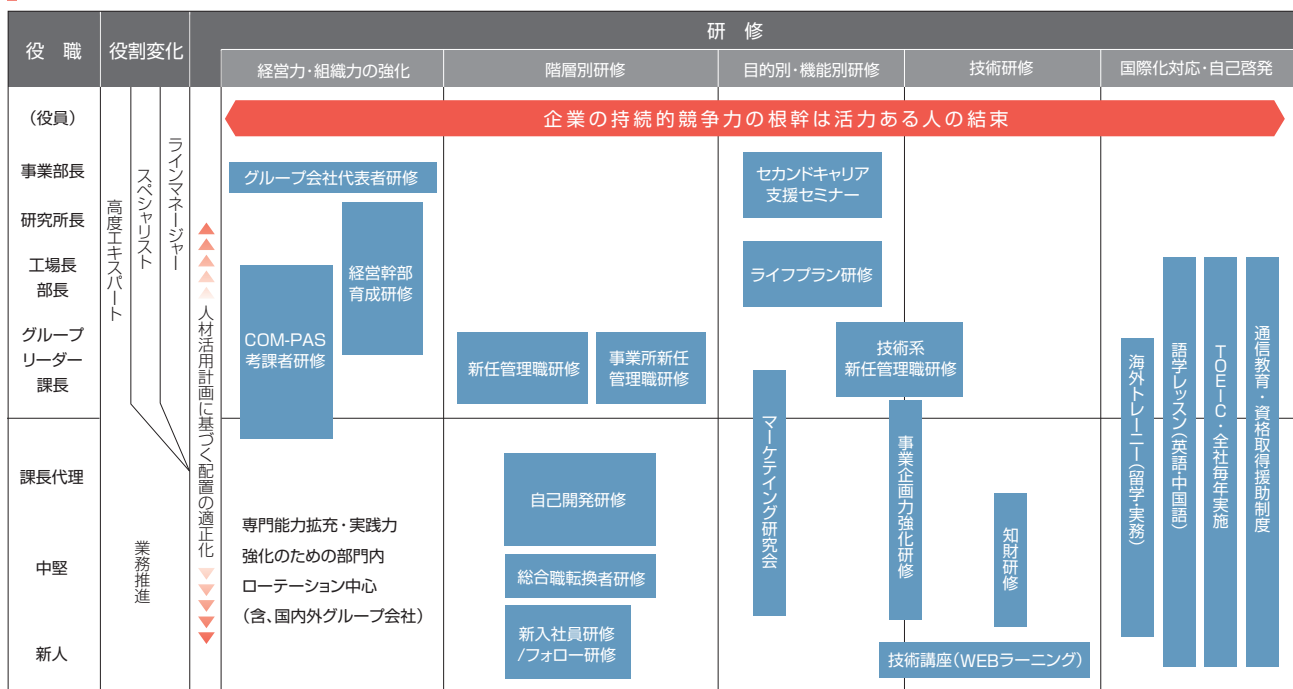 役 職
役割変化
研 修
経営力・組織力の強化
階層別研修
目的別・機能別研修
技術研修
国際化対応・自己啓発
(役員)
事業部長
研究所長
工場長
部長
グループ
リーダー
課長
課長代理
中堅
新人
高度エキスパート
スペシャリスト
ラインマネージャー
業務推進
人材活用計画に基づく配置の適正化
企業の持続的競争力の根幹は活力ある人の結束
グループ会社代表者研修
経営幹部
育成研修
COM-PAS
考課者研修
専門能力拡充・実践力
強化のための部門内
ローテーション中心
(含、国内外グループ会社)
新任管理職研修
事業所新任
管理職研修
自己開発研修
総合職転換者研修
新入社員研修
/フォロー研修
セカンドキャリア
支援セミナー
ライフプラン研修
技術系
新任管理職研修
マーケテイング研究会
事業企画力強化研修
知財研修
技術講座(WEBラーニング)
海外トレーニー(留学・実務)
語学レッスン(英語・中国語)
TOEIC・全社毎年実施
通信教育・資格取得援助制度